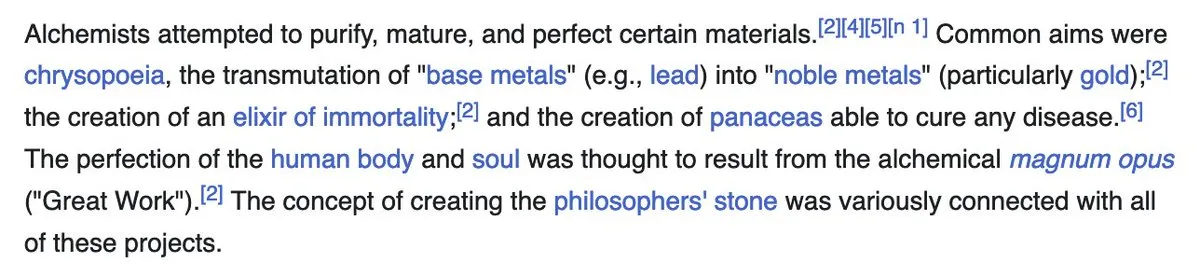 Alchemists attempted to purify, mature, and perfect certain materials.[2][4][5][n 1] Common aims were
chrysopoeia, the transmutation of "base metals" (e.g., lead) into "noble metals" (particularly gold);[2]
the creation of an elixir of immortality;[2] and the creation of panaceas able to cure any disease.[6]
The perfection of the human body and soul was thought to result from the alchemical magnum opus
("Great Work").[2] The concept of creating the philosophers' stone was variously connected with all
of these projects.